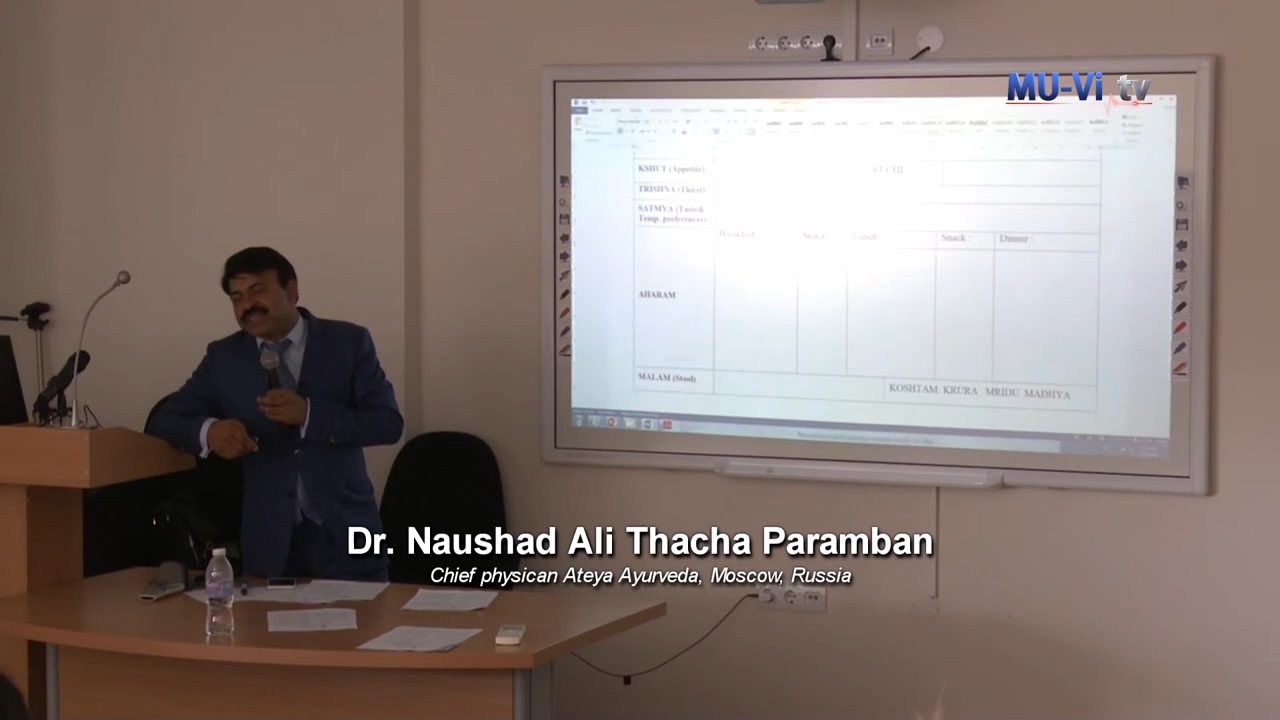 MU-Vi tv
KSHUT (Appetite)
RUCHI
TRISHNA (Thirst)
SATMYA (Taste&
Temp. preferences)
Breakfast
Snack
Lunch
Snack
Dinner
AHARAM
MALAM (Stool)
KOSHTAM: KRURA MRIDU MADHYA
Dr. Naushad Ali Thacha Paramban
Chief physican Ateya Ayurveda, Moscow, Russia